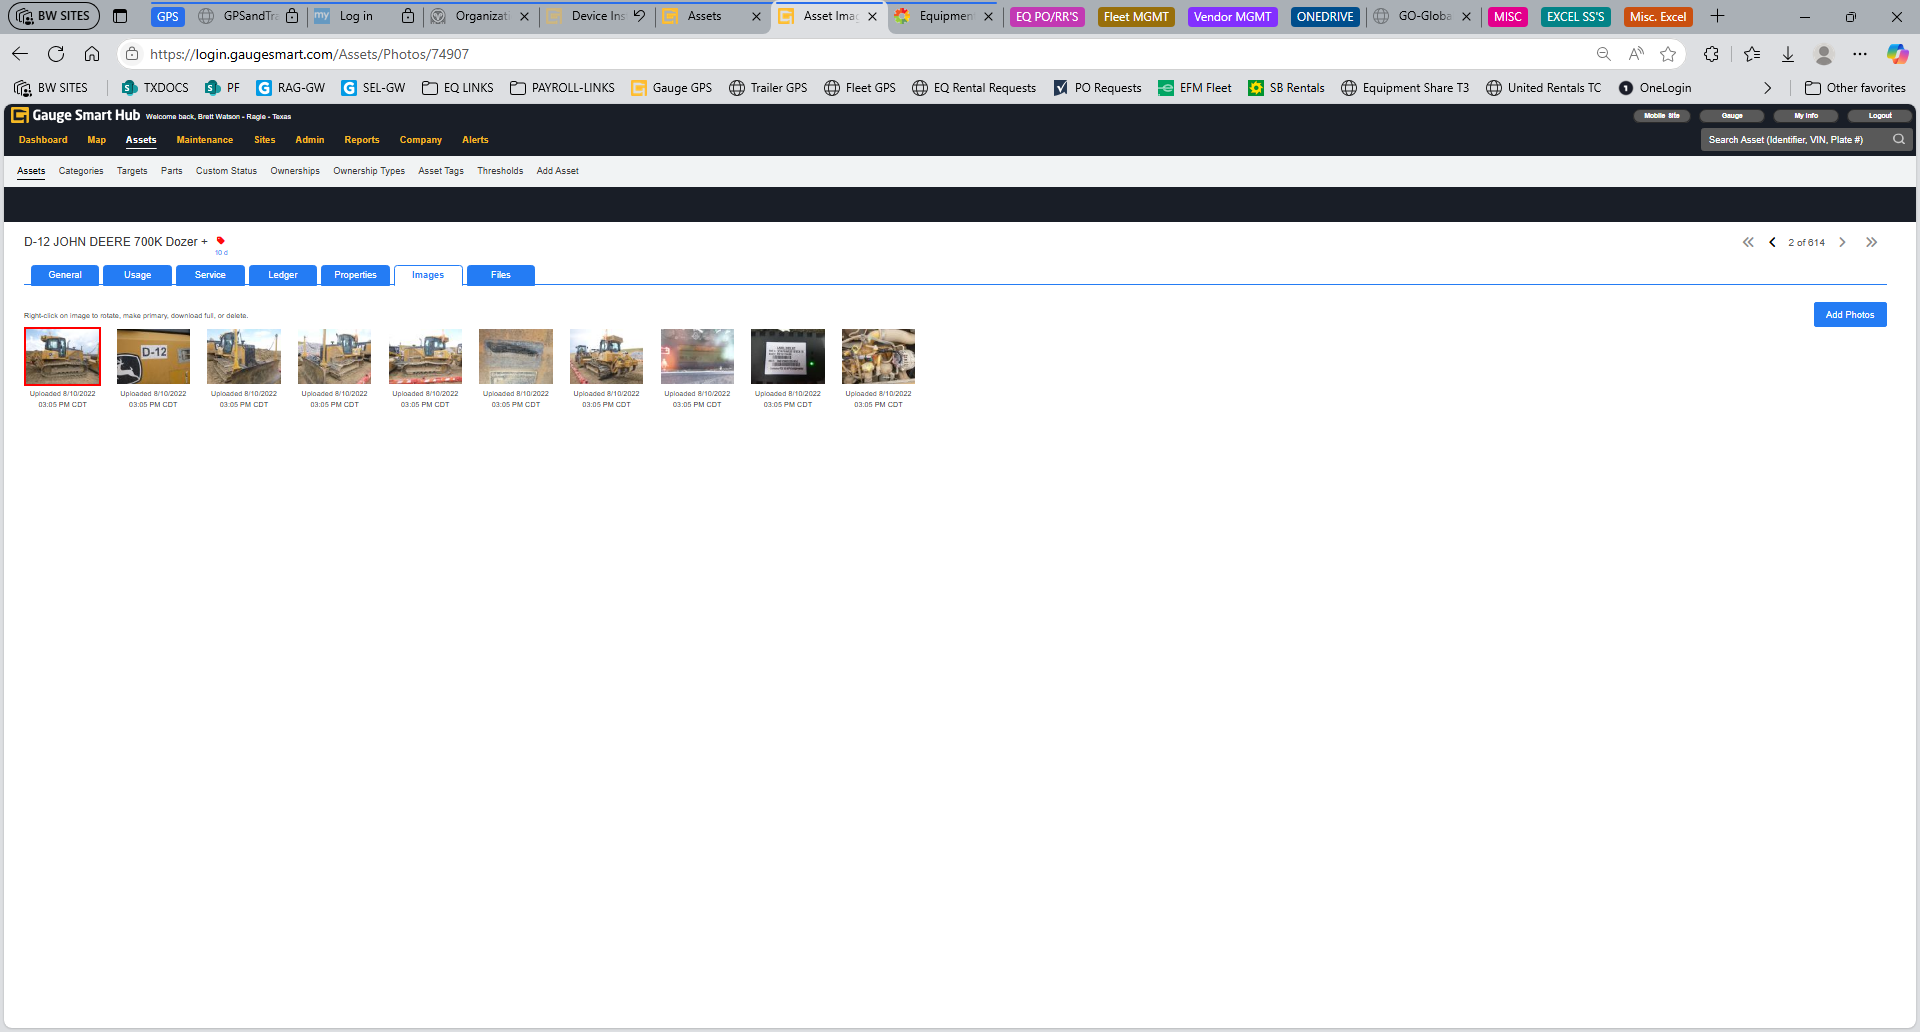 BW SITES
GPS
GPSandTra
Log in
Organizati
Device Ins
Assets
Asset Imag
Equipment
EQ PO/RR'S
Fleet MGMT
Vendor MGMT
ONEDRIVE
GO-Globa
MISC
EXCEL SS'S
Misc. Excel
https://login.gaugesmart.com/Assets/Photos/74907
BW SITES
TXDOCS
PF
RAG-GW
SEL-GW
EQ LINKS
PAYROLL-LINKS
Gauge GPS
Trailer GPS
Fleet GPS
EQ Rental Requests
PO Requests
EFM Fleet
SB Rentals
Equipment Share T3
United Rentals TC
OneLogin
Other favorites
Gauge Smart Hub Welcome back, Brett Watson - Ragle - Texas
Mobile Site
Gauge
My Info
Logout
Dashboard
Map
Assets
Maintenance
Sites
Admin
Reports
Company
Alerts
Search Asset (Identifier, VIN, Plate #)
Assets
Categories
Targets
Parts
Custom Status
Ownerships
Ownership Types
Asset Tags
Thresholds
Add Asset
D-12 JOHN DEERE 700K Dozer +
10 d
2 of 614
General
Usage
Service
Ledger
Properties
Images
Files
Right-click on image to rotate, make primary, download full, or delete.
Add Photos
D-12
Uploaded 8/10/2022
03:05 PM CDT
Uploaded 8/10/2022
03:05 PM CDT
Uploaded 8/10/2022
03:05 PM CDT
Uploaded 8/10/2022
03:05 PM CDT
Uploaded 8/10/2022
03:05 PM CDT
Uploaded 8/10/2022
03:05 PM CDT
Uploaded 8/10/2022
03:05 PM CDT
Uploaded 8/10/2022
03:05 PM CDT
Uploaded 8/10/2022
03:05 PM CDT
Uploaded 8/10/2022
03:05 PM CDT